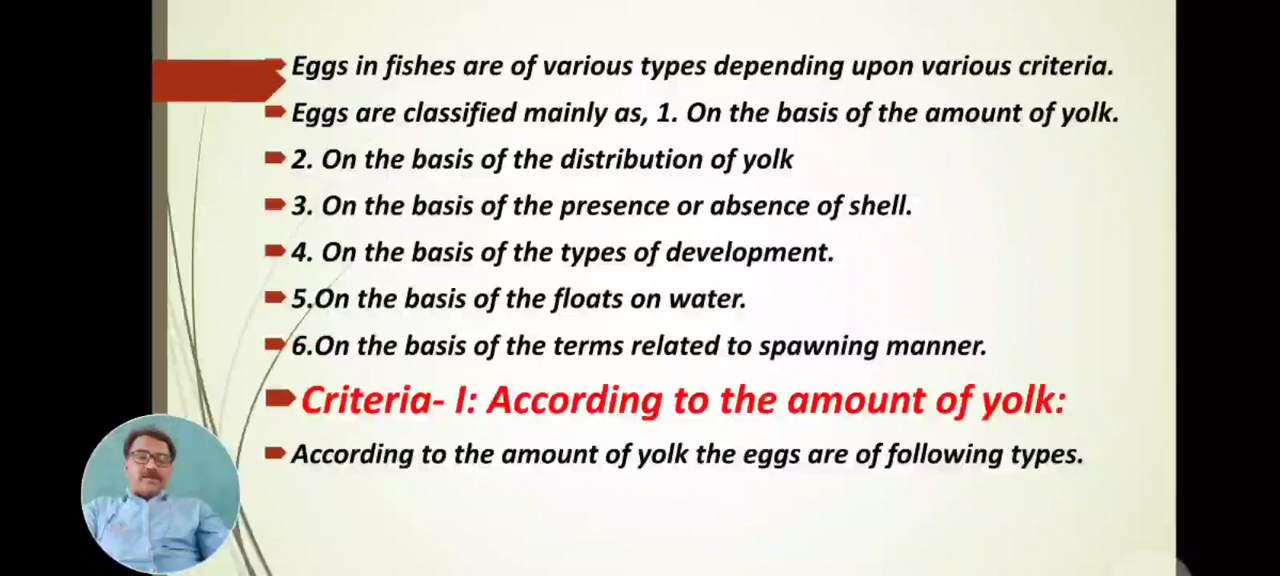 Eggs in fishes are of various types depending upon various criteria.
Eggs are classified mainly as, 1. On the basis of the amount of yolk.
2. On the basis of the distribution of yolk
3. On the basis of the presence or absence of shell.
4. On the basis of the types of development.
5.On the basis of the floats on water.
6.On the basis of the terms related to spawning manner.
Criteria- I: According to the amount of yolk:
According to the amount of yolk the eggs are of following types.